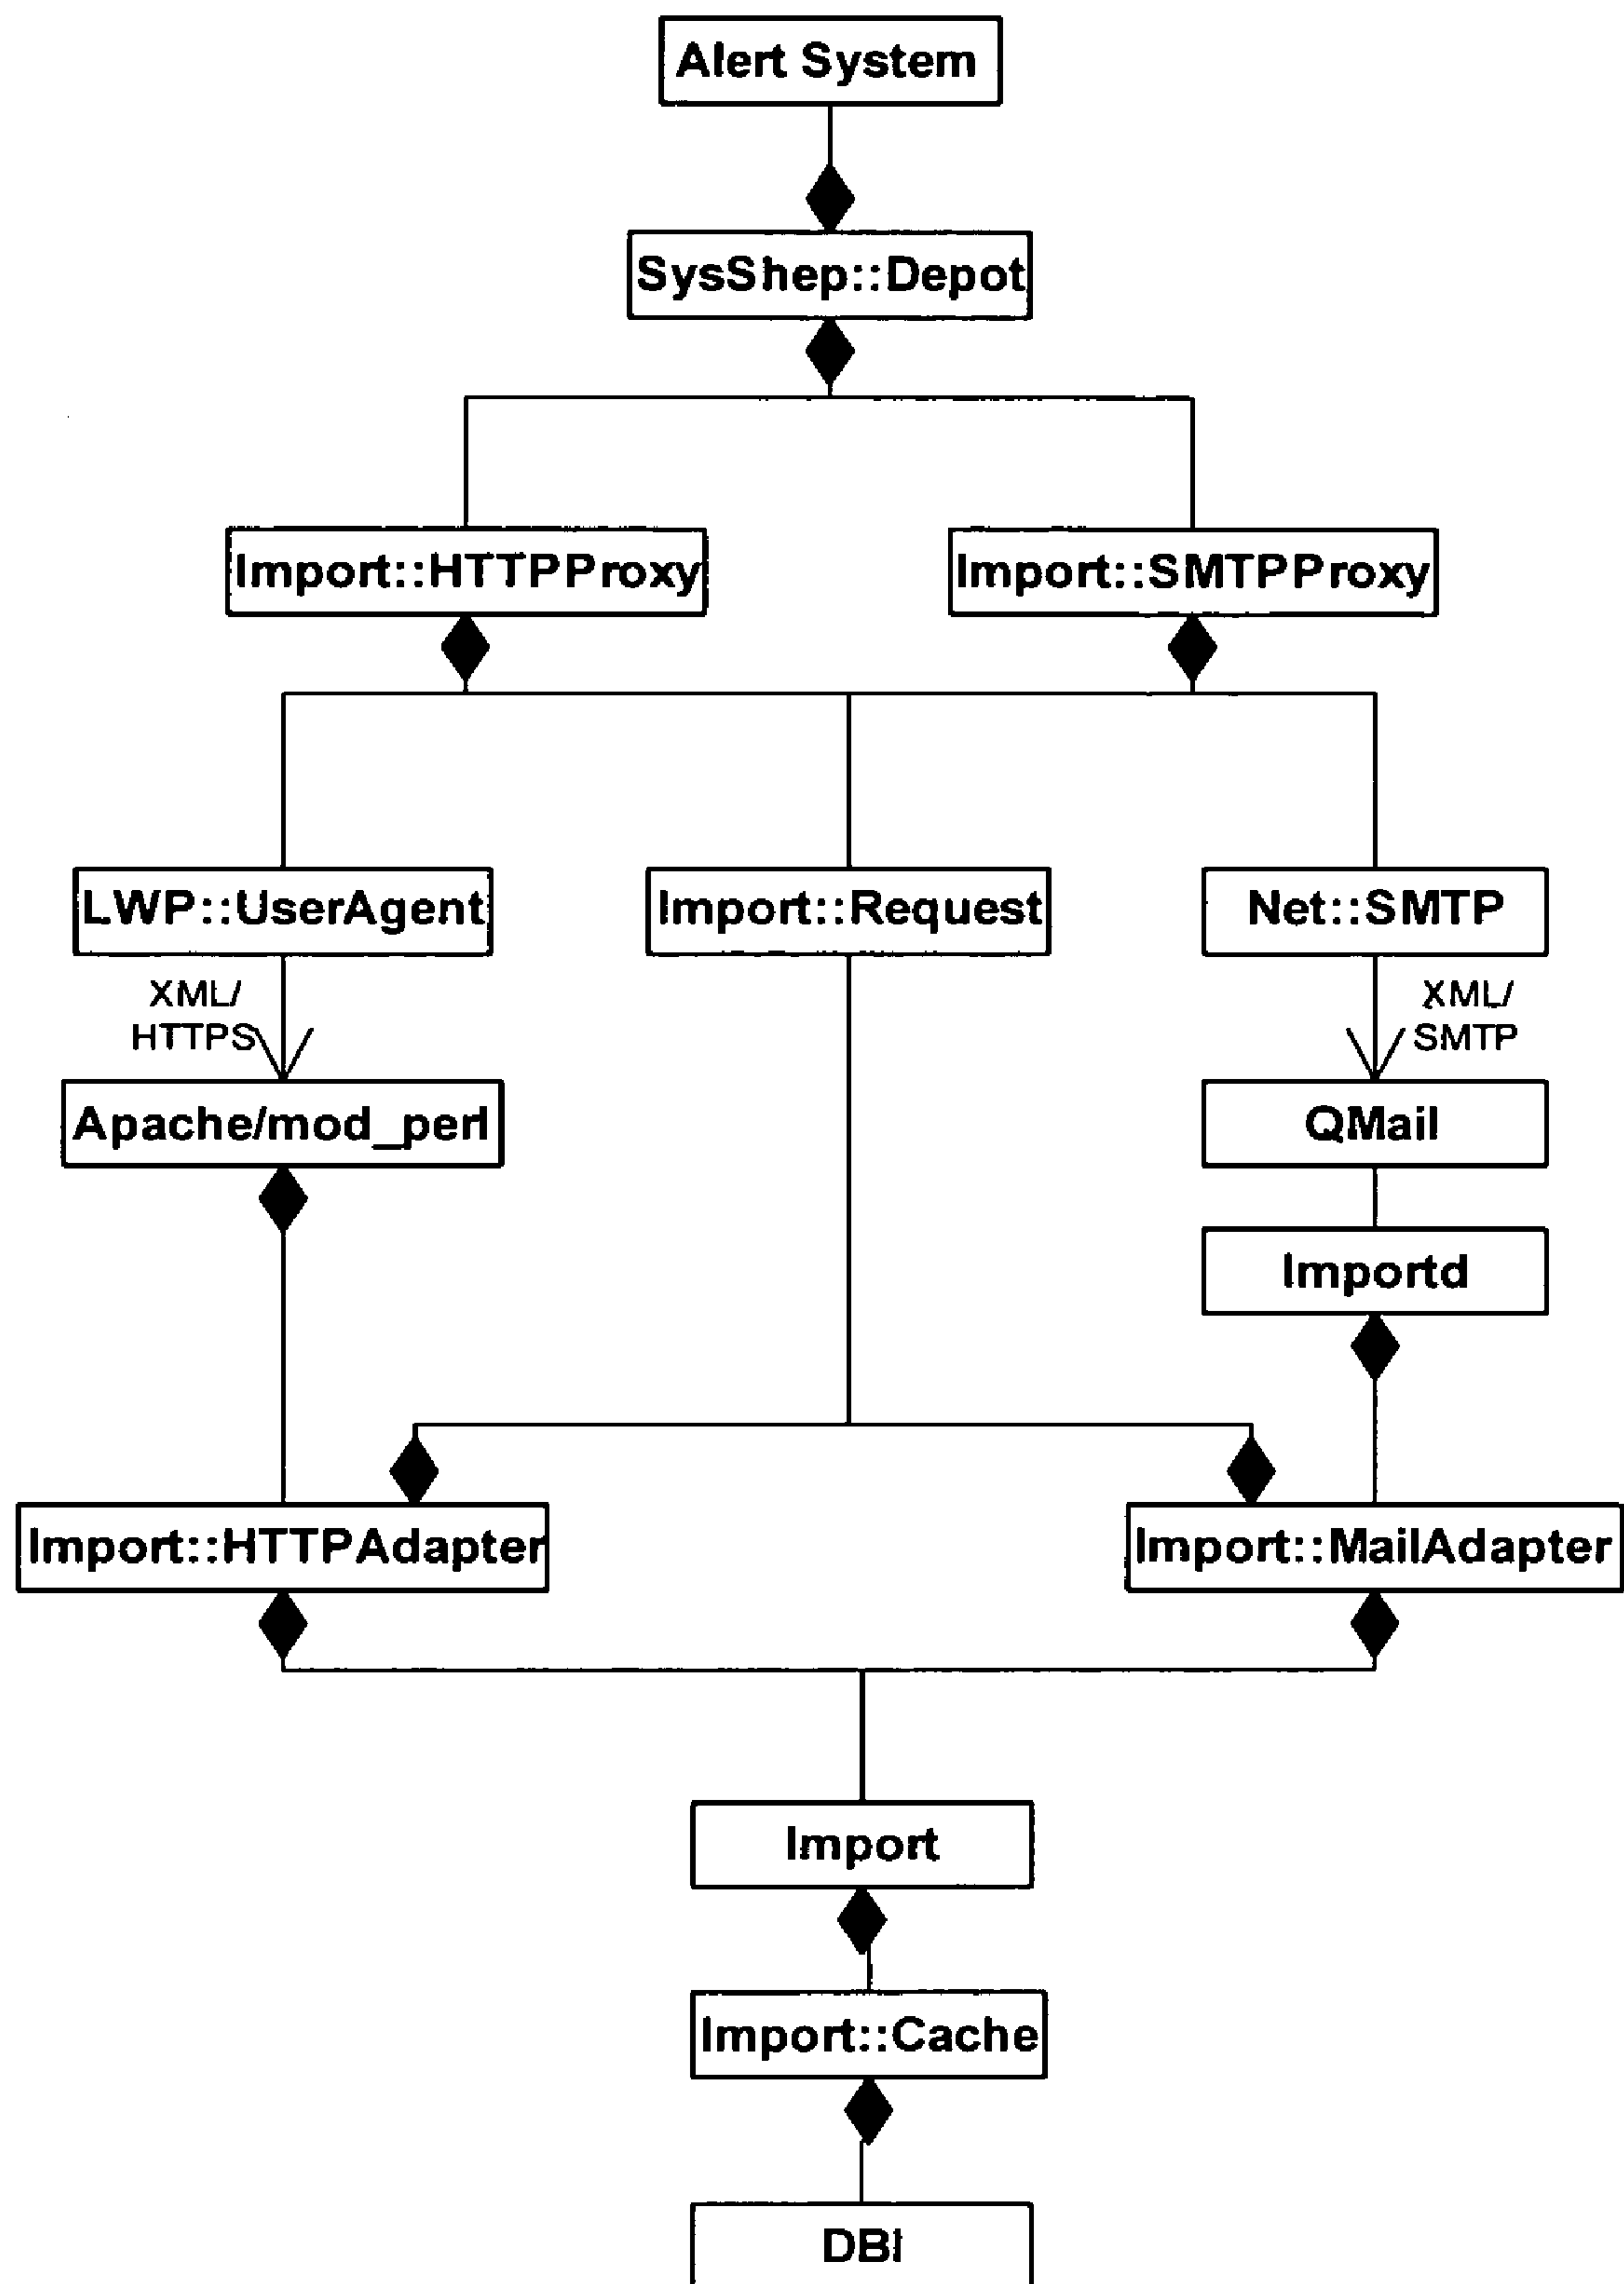 Alert System
SysShep::Depot
Import::HTTPProxy
Import::SMTPProxy
LWP::UserAgent
Import::Request
Net::SMTP
XML/
HTTPS
XML/
SMTP
Apache/mod_perl
QMail
Importd
Import::HTTPAdapter
Import::MailAdapter
Import
Import::Cache
DBI